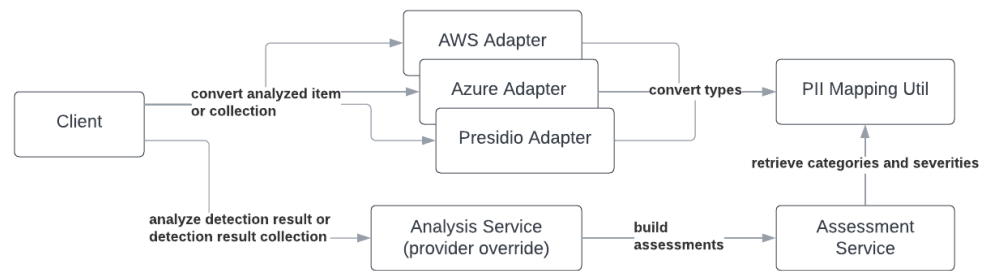 AWS Adapter
Azure Adapter
Presidio Adapter
PII Mapping Util
Client
convert analyzed item
or collection
convert types
retrieve categories and severities
analyze detection result or
detection result collection
Analysis Service
(provider override)
build
assessments
Assessment
Service